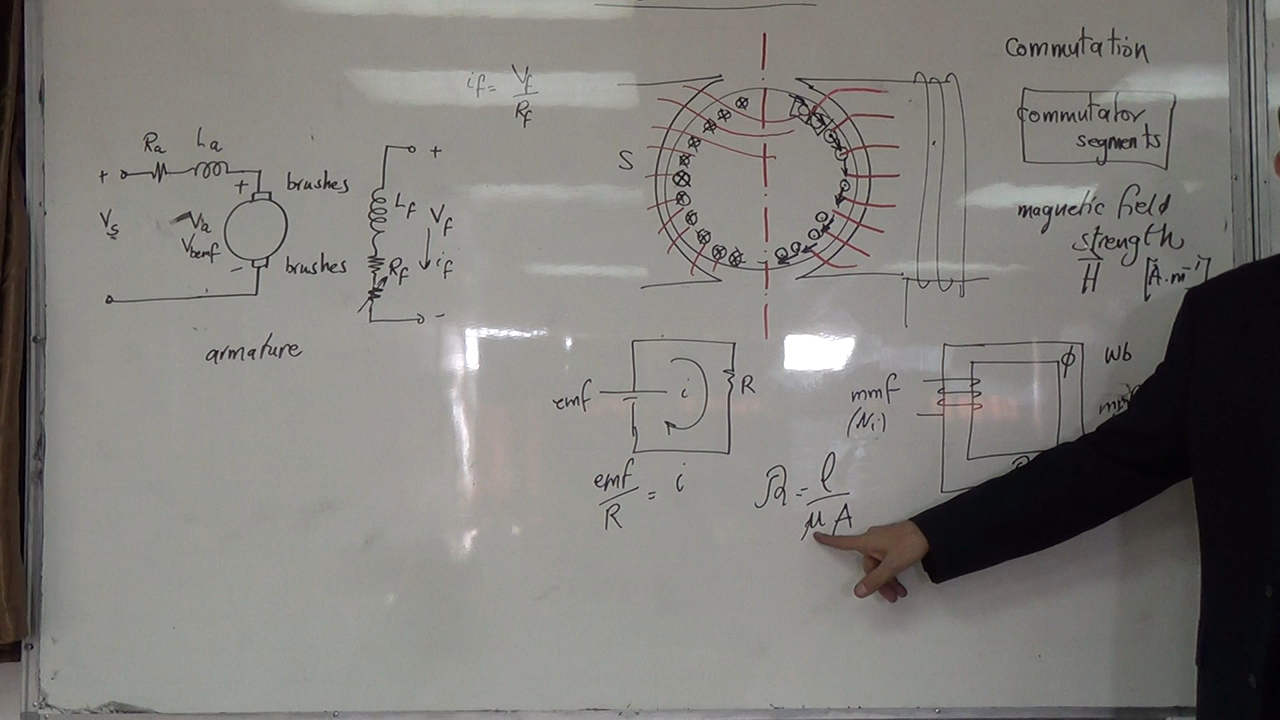 Commutation
commutator
segments
magnetic field
strength
H [A.m⁻¹]
if = Vf / Rf
S
Ra La
+
+
brushes
Vs
Va
Vbemf
-
brushes
armature
+
Lf
Vf
if
Rf
-
emf
i
R
emf / R = i
mmf
(Ni)
ϕ
Wb
ℛ = l / μA